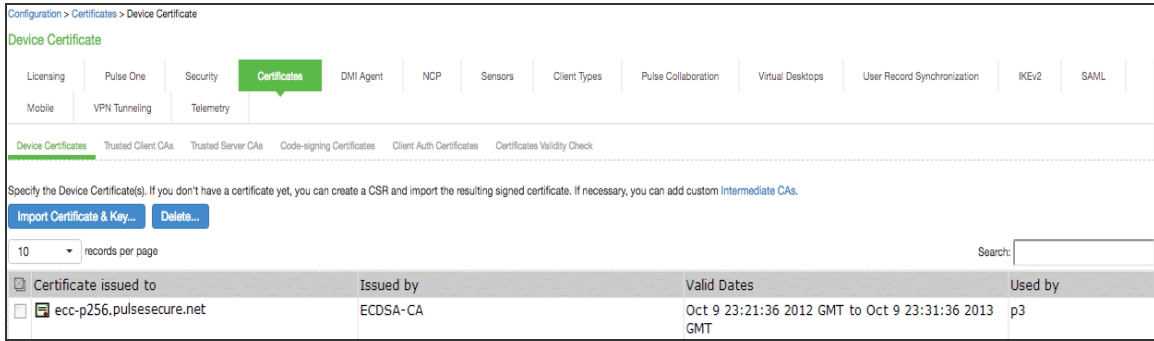 Configuration > Certificates > Device Certificate
Device Certificate
Licensing Pulse One Security Certificates DMI Agent NCP Sensors Client Types Pulse Collaboration Virtual Desktops User Record Synchronization IKEv2 SAML
Mobile VPN Tunneling Telemetry
Device Certificates Trusted Client CAs Trusted Server CAs Code-signing Certificates Client Auth Certificates Certificates Validity Check
Specify the Device Certificate(s). If you don't have a certificate yet, you can create a CSR and import the resulting signed certificate. If necessary, you can add custom Intermediate CAs.
Import Certificate & Key... Delete...
10 records per page Search:
Certificate issued to Issued by Valid Dates Used by
ecc-p256.pulsesecure.net ECDSA-CA Oct 9 23:21:36 2012 GMT to Oct 9 23:31:36 2013 p3
GMT